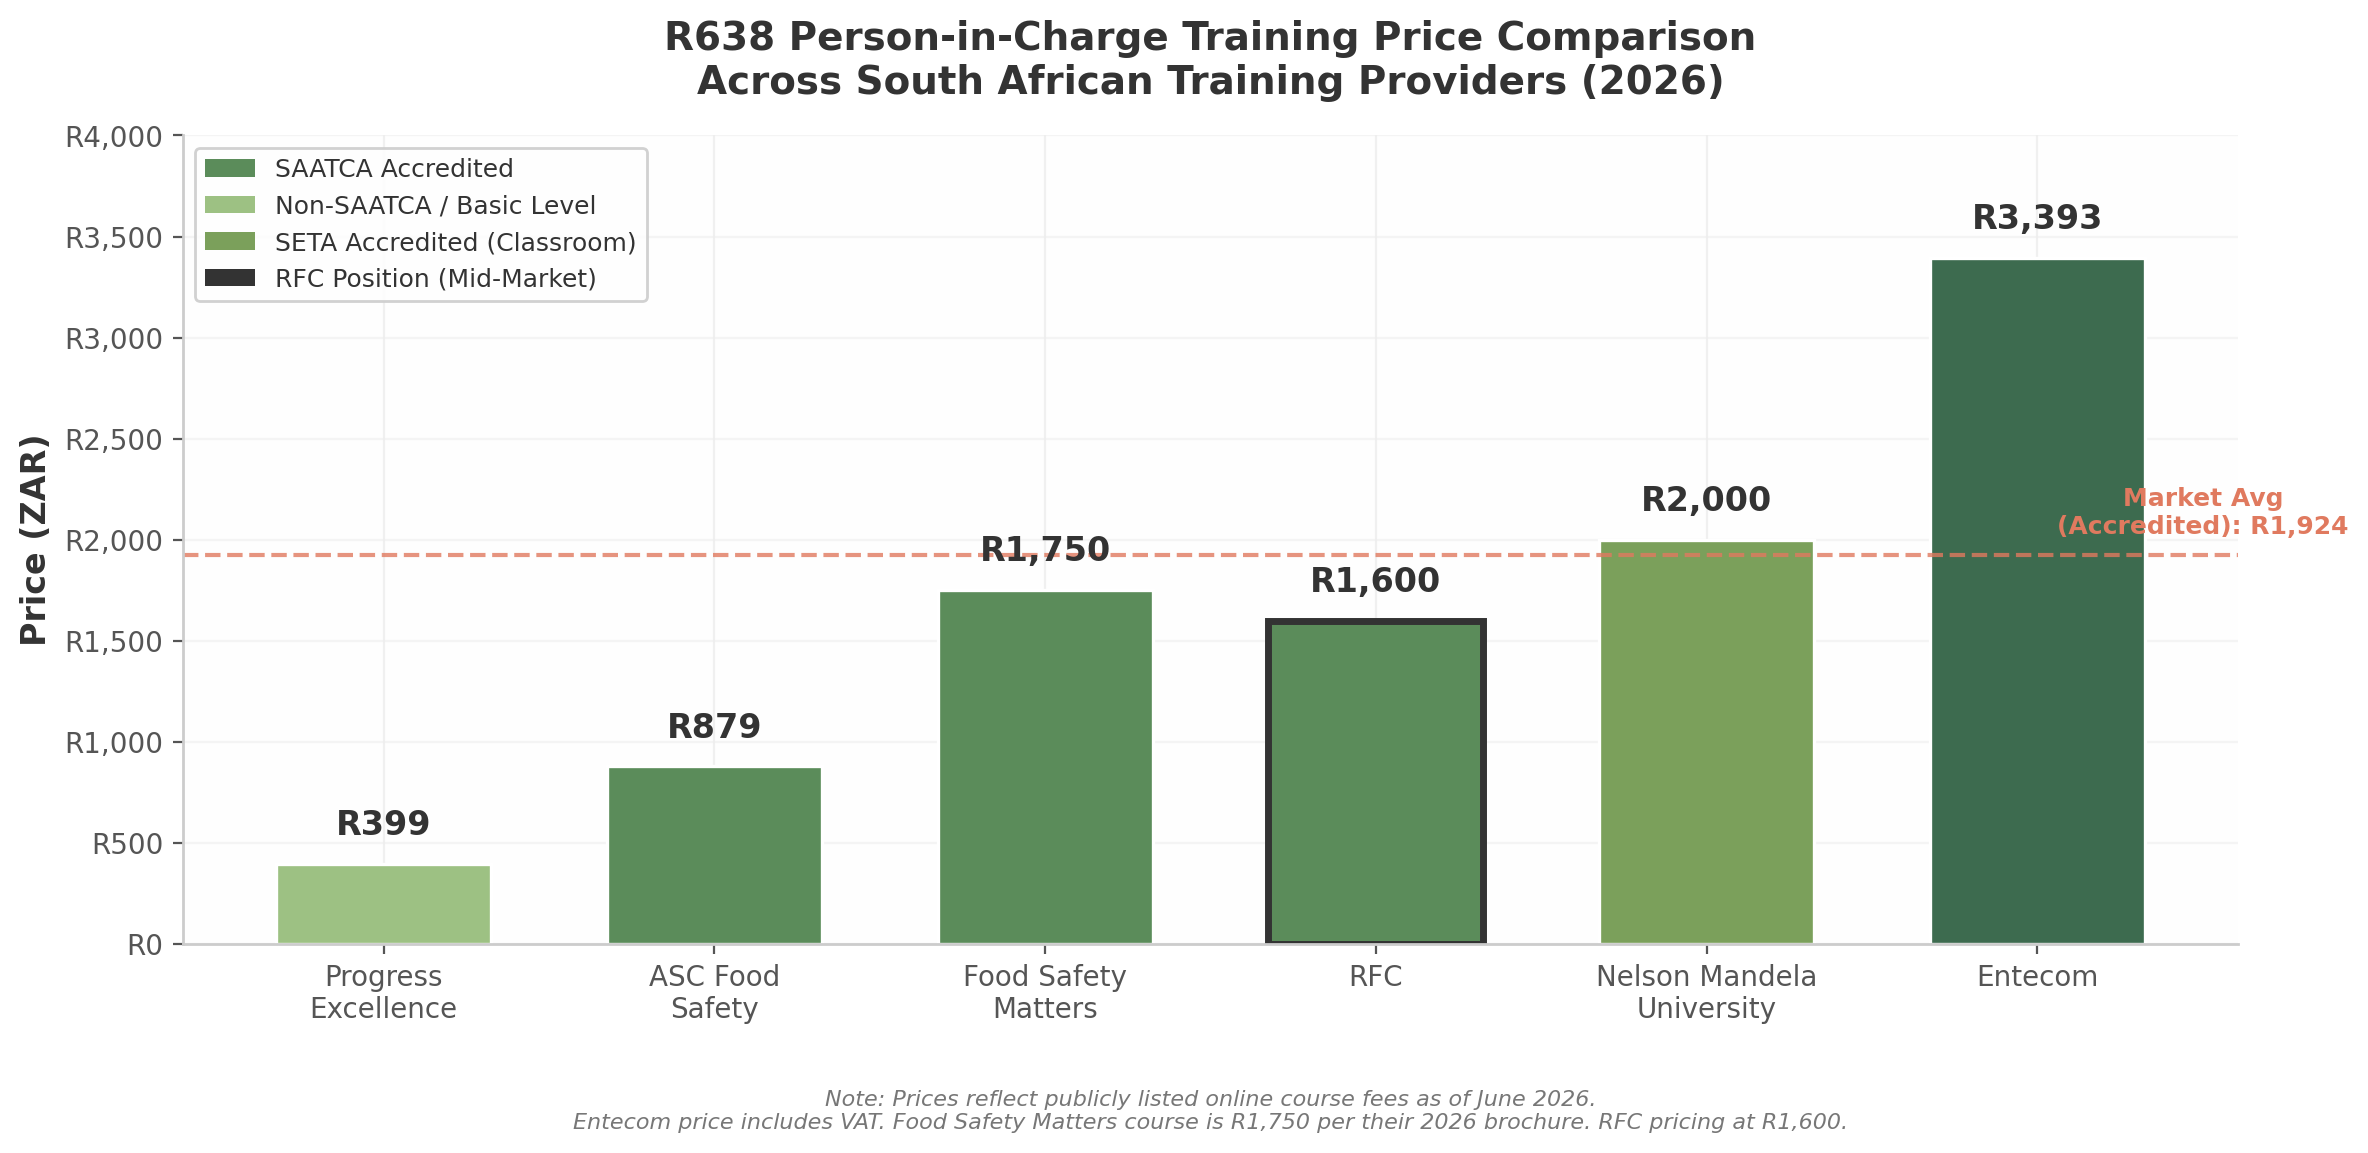 R638 Person-in-Charge Training Price Comparison
Across South African Training Providers (2026)
Price (ZAR)
R4,000
R3,500
R3,000
R2,500
R2,000
R1,500
R1,000
R500
R0
SAATCA Accredited
Non-SAATCA / Basic Level
SETA Accredited (Classroom)
RFC Position (Mid-Market)
R399
R879
R1,750
R1,600
R2,000
R3,393
Market Avg
(Accredited): R1,924
Progress
Excellence
ASC Food
Safety
Food Safety
Matters
RFC
Nelson Mandela
University
Entecom
Note: Prices reflect publicly listed online course fees as of June 2026.
Entecom price includes VAT. Food Safety Matters course is R1,750 per their 2026 brochure. RFC pricing at R1,600.